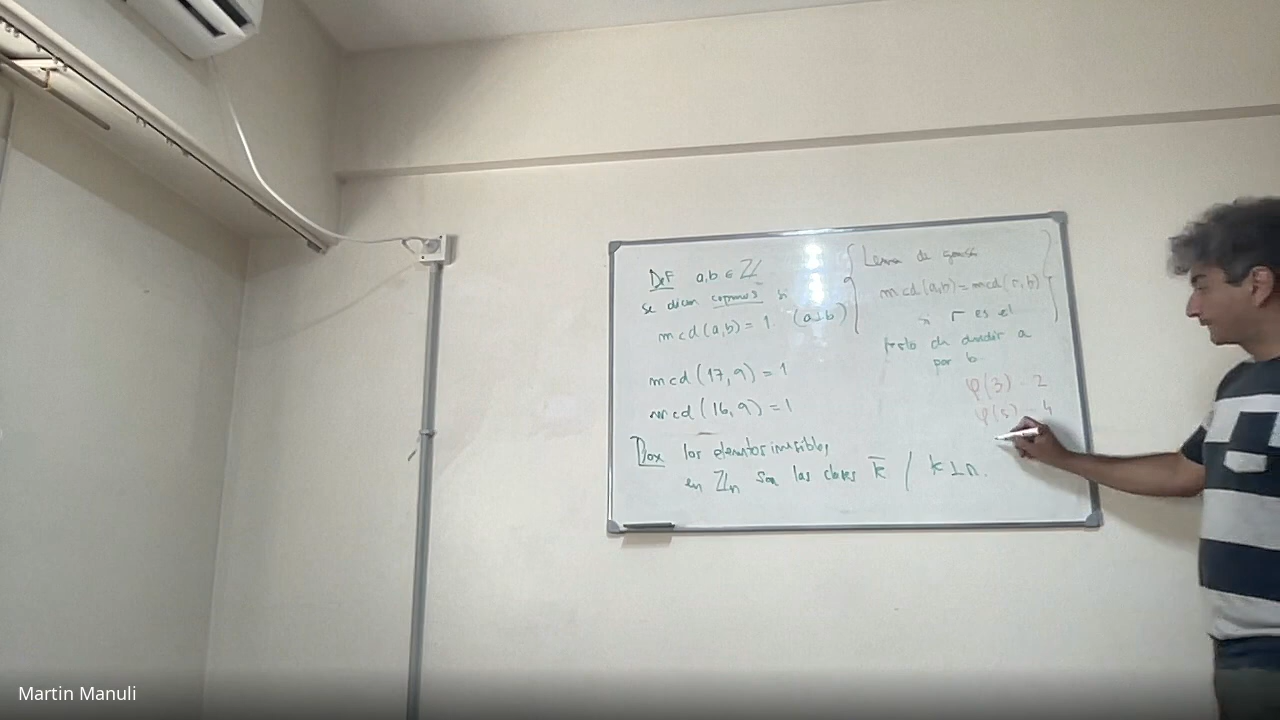 Def a,b ∈ ℤ
se dicen coprimos si
mcd(a,b) = 1 (a⊥b)
mcd(17,9) = 1
mcd(16,9) = 1
Lema de gauss
mcd(a,b) = mcd(r,b)
si r es el
resto de dividir a
por b
φ(3) = 2
φ(5) = 4
los elementos invesibles
en ℤn son las clases k̄ / k⊥n.
Martin Manuli